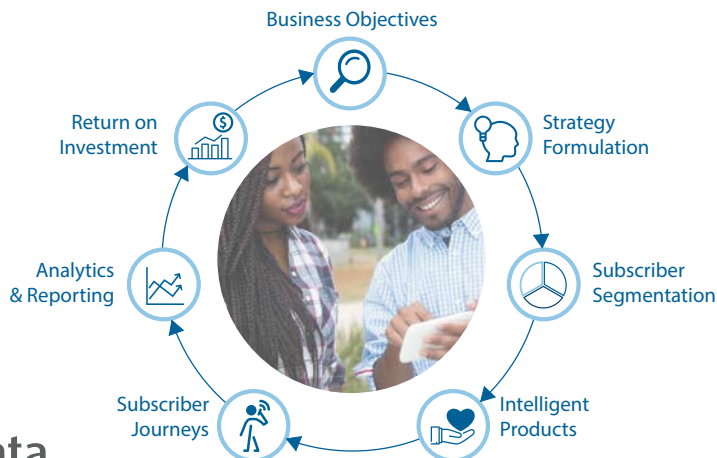 Business Objectives
Strategy
Formulation
Subscriber
Segmentation
Intelligent
Products
Subscriber
Journeys
Analytics
& Reporting
Return on
Investment
$